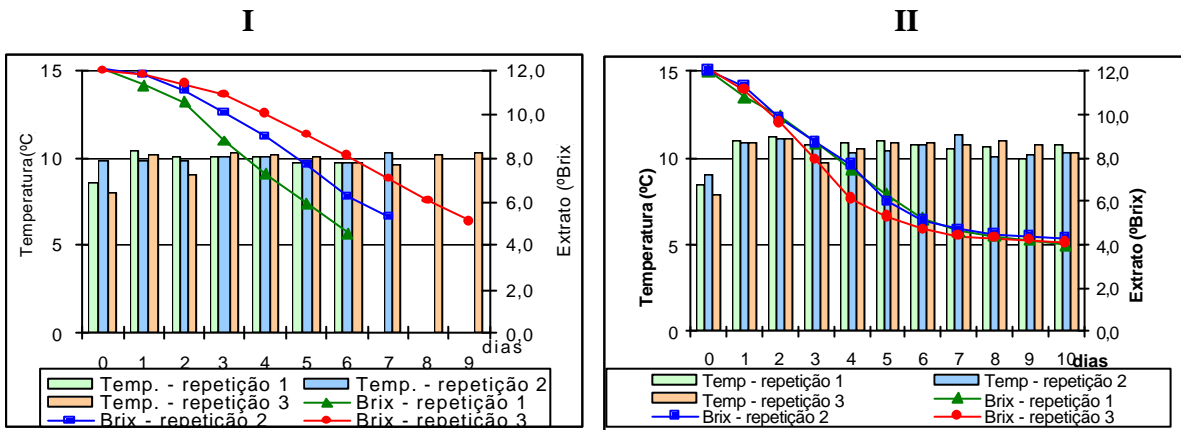 I
II
Temperatura(ºC)
15
10
5
0
12,0
10,0
8,0
6,0
4,0
2,0
0,0
Extrato (ºBrix)
0 1 2 3 4 5 6 7 8 9
dias
Temp. - repetição 1
Temp. - repetição 2
Temp. - repetição 3
Brix - repetição 1
Brix - repetição 2
Brix - repetição 3
Temperatura (ºC)
15
10
5
0
12,0
10,0
8,0
6,0
4,0
2,0
0,0
Extrato (ºBrix)
0 1 2 3 4 5 6 7 8 9 10 dias
Temp - repetição 1
Temp - repetição 2
Temp - repetição 3
Brix - repetição 1
Brix - repetição 2
Brix - repetição 3